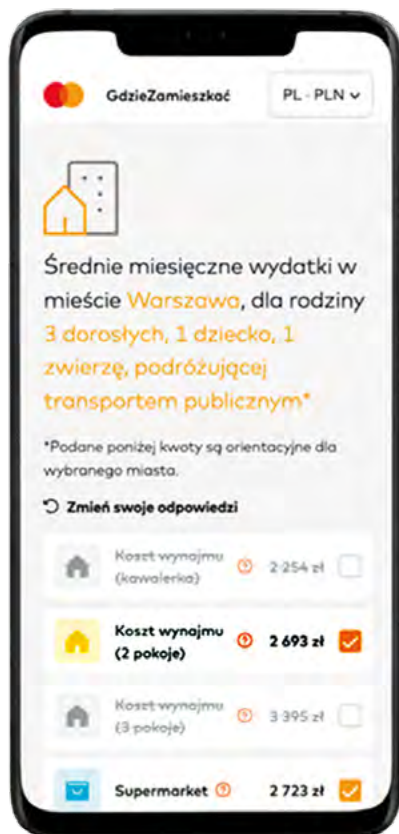 GdzieZamieszkać
PL - PLN
Średnie miesięczne wydatki w
mieście Warszawa, dla rodziny
3 dorosłych, 1 dziecko, 1
zwierzę, podróżującej
transportem publicznym*
*Podane poniżej kwoty są orientacyjne dla
wybranego miasta.
Zmień swoje odpowiedzi
Koszt wynajmu
(kawalerka) ? 2 254 zł
Koszt wynajmu
(2 pokoje) ? 2 693 zł
Koszt wynajmu
(3 pokoje) ? 3 395 zł
Supermarket ? 2 723 zł